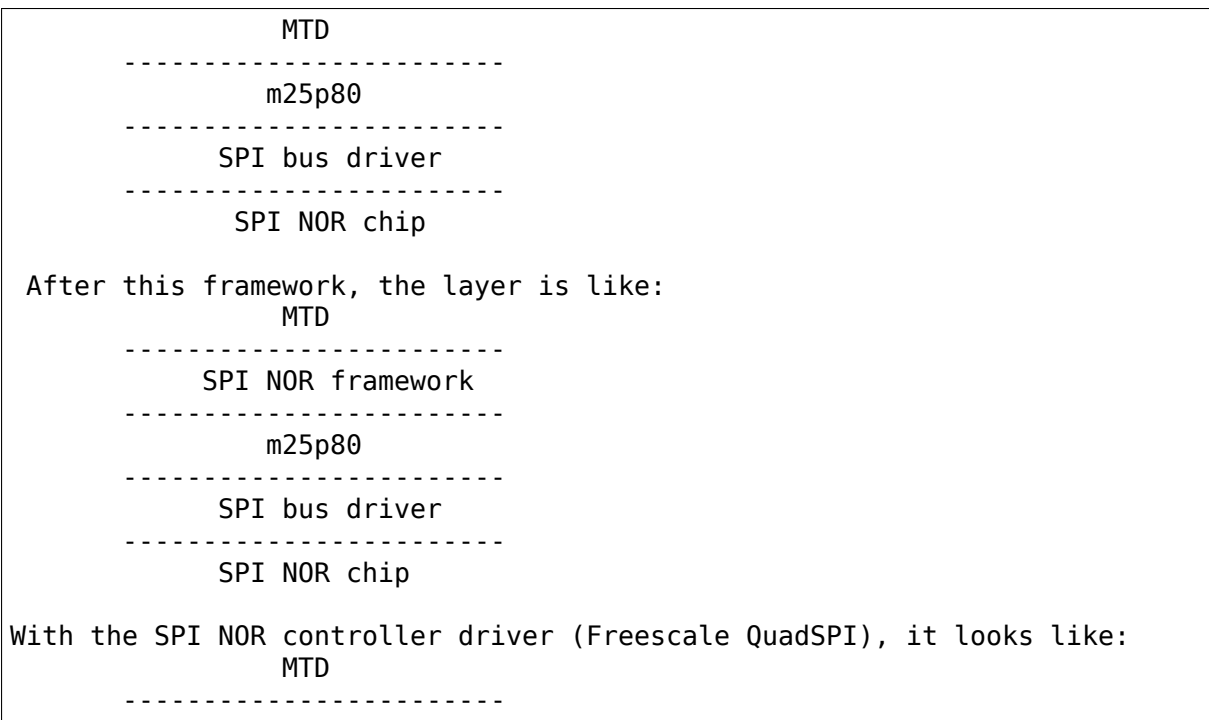 MTD
------------------------
m25p80
------------------------
SPI bus driver
------------------------
SPI NOR chip
After this framework, the layer is like:
MTD
------------------------
SPI NOR framework
------------------------
m25p80
------------------------
SPI bus driver
------------------------
SPI NOR chip
With the SPI NOR controller driver (Freescale QuadSPI), it looks like:
MTD
------------------------